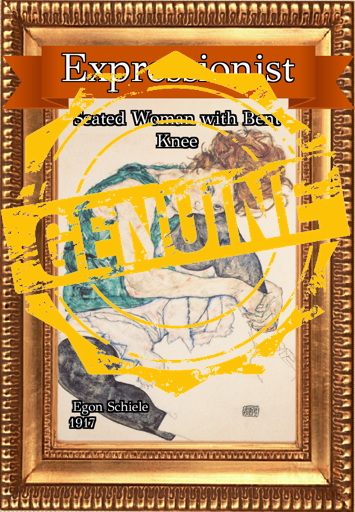 Expressionist
Seated Woman with Bent
Knee
GENUINE
Egon Schiele
1917